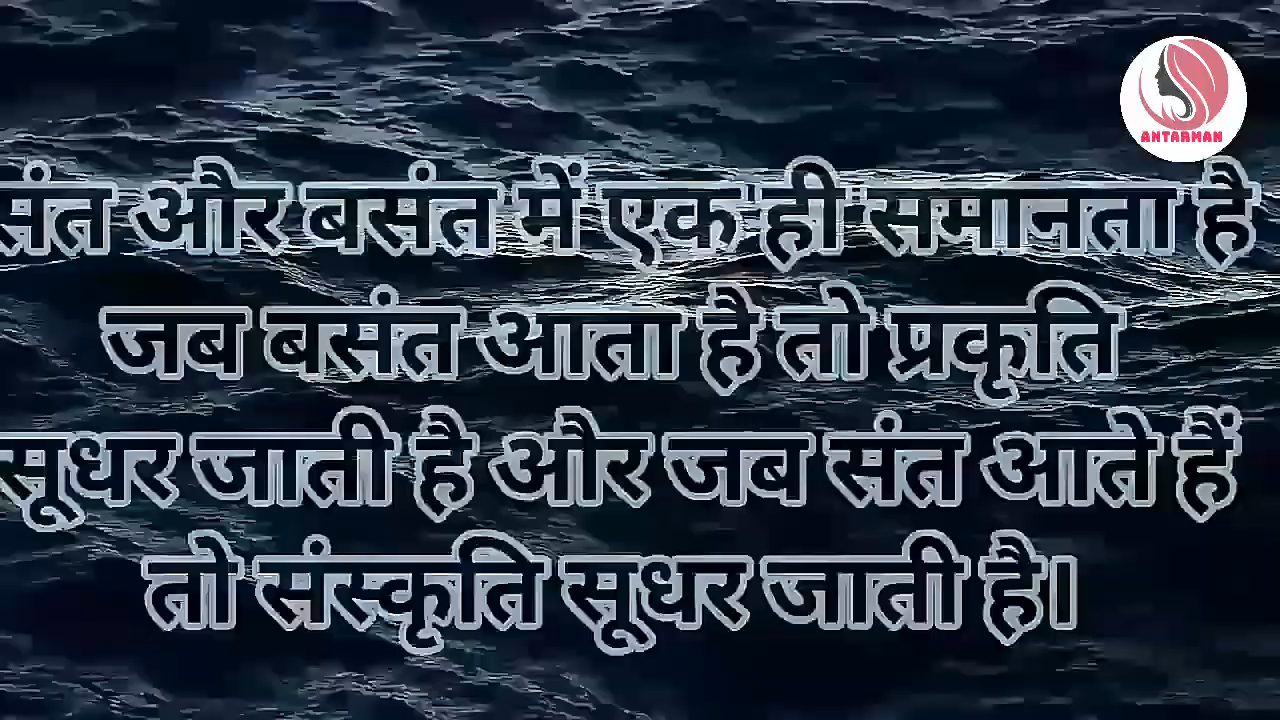 ANTARMAN
संत और बसंत में एक ही समानता है
जब बसंत आता है तो प्रकृति
सूधर जाती है और जब संत आते हैं
तो संस्कृति सूधर जाती है।